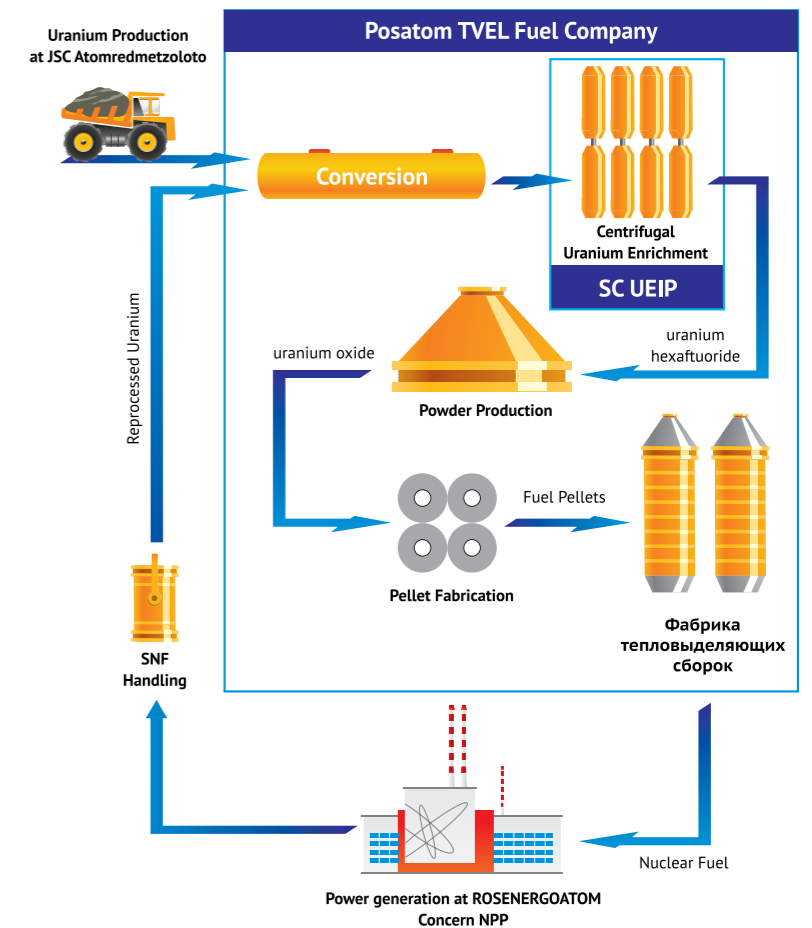 Uranium Production
at JSC Atomredmetzoloto
Posatom TVEL Fuel Company
Conversion
Centrifugal
Uranium Enrichment
SC UEIP
uranium
hexaftuoride
uranium oxide
Powder Production
Reprocessed Uranium
Fuel Pellets
Pellet Fabrication
Фабрика
тепловыделяющих
сборок
SNF
Handling
Nuclear Fuel
Power generation at ROSENERGOATOM
Concern NPP